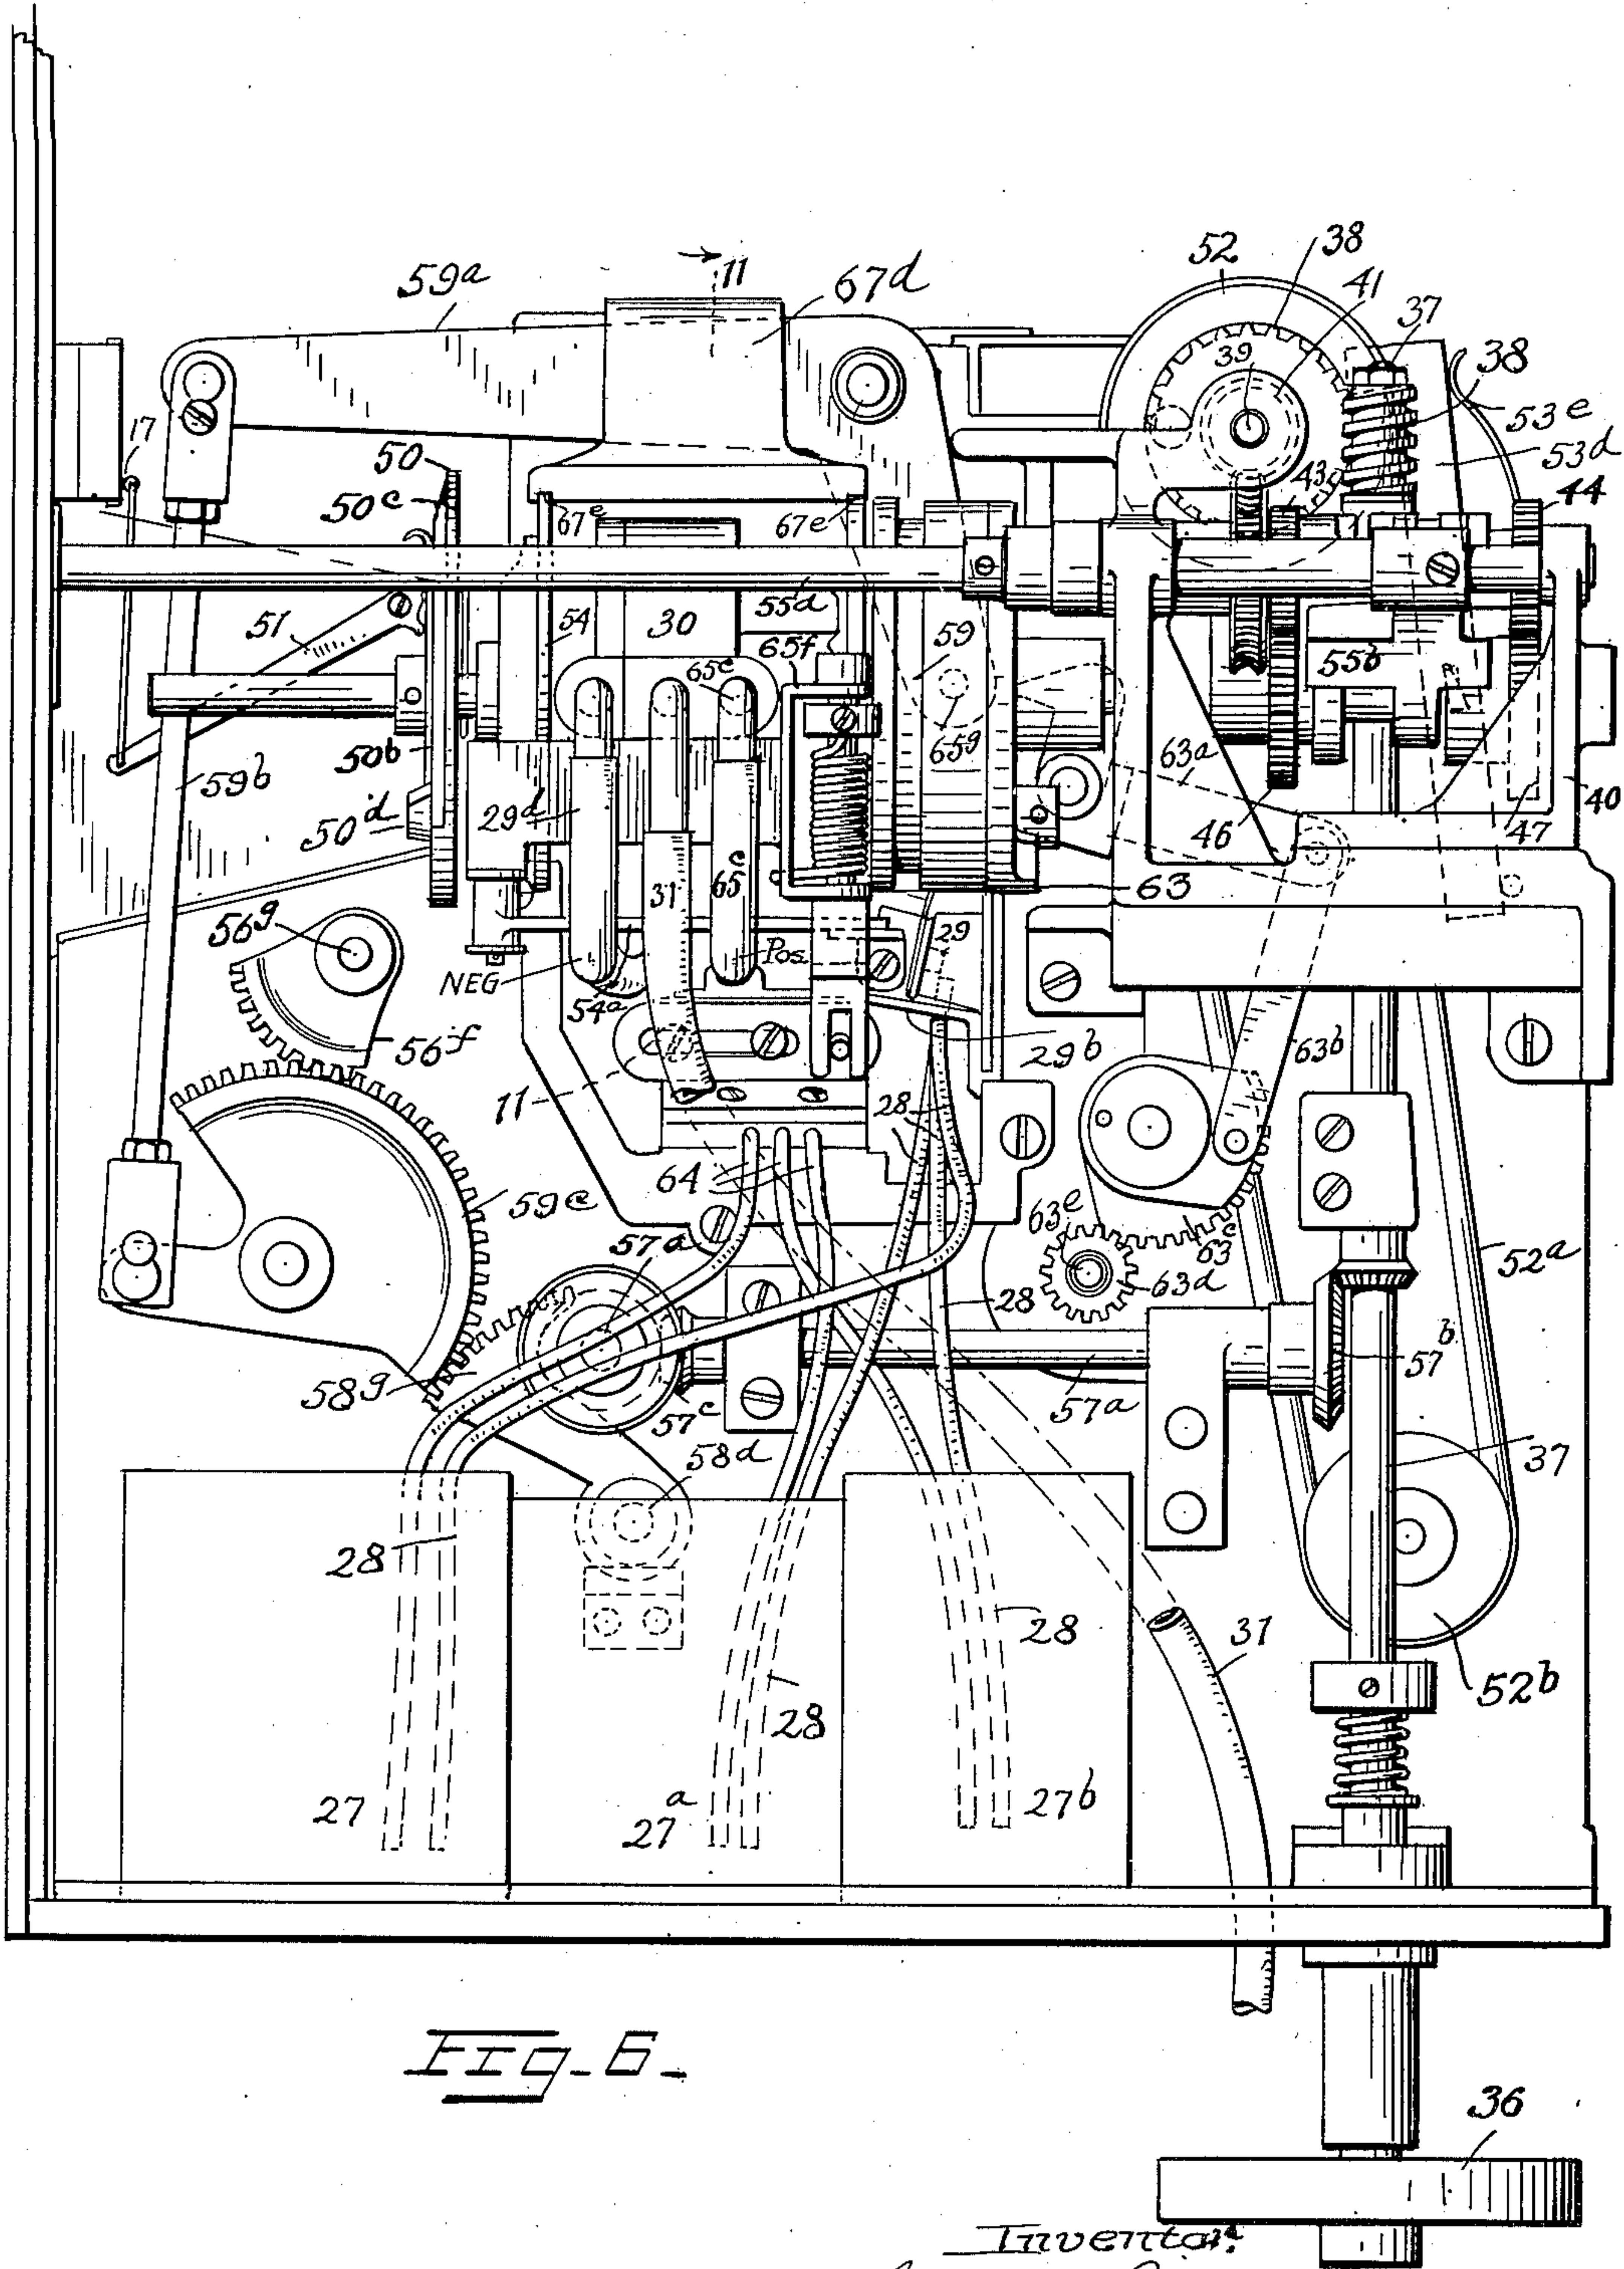 52
38
11
59a
67d
41
37
39
38
17
53e
50
53d
50c
43
44
67e
67e
55d
51
54
30
59
65f
65e
55b
65g
63a
50b
59b
40
29d
46
47
50d
65c
31
63
56g
29
Pos.
NEG
54a
56f
29b
63b
11
28
64
59e
63e
57a
63c
52a
63d
28
57b
58g
57c
57a
58d
37
28
28
31
28
52b
27
27a
27b
Fig. 6.
36
Inventor: